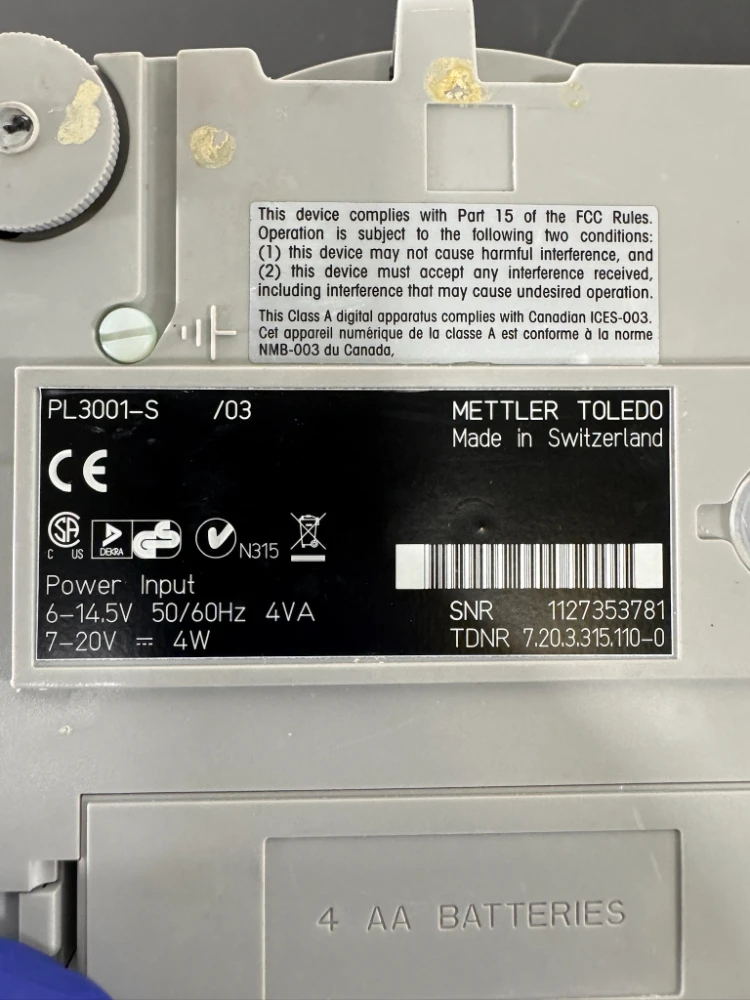 This device complies with Part 15 of the FCC Rules.
Operation is subject to the following two conditions:
(1) this device may not cause harmful interference, and
(2) this device must accept any interference received,
including interference that may cause undesired operation.
This Class A digital apparatus complies with Canadian ICES-003.
Cet appareil numérique de la classe A est conforme à la norme
NMB-003 du Canada,
PL3001-S /03 METTLER TOLEDO
Made in Switzerland
CE
SA
C US DEKRA GS N315
Power Input
6-14.5V 50/60Hz 4VA SNR 1127353781
7-20V ⎓ 4W TDNR 7.20.3.315.110-0
4 AA BATTERIES